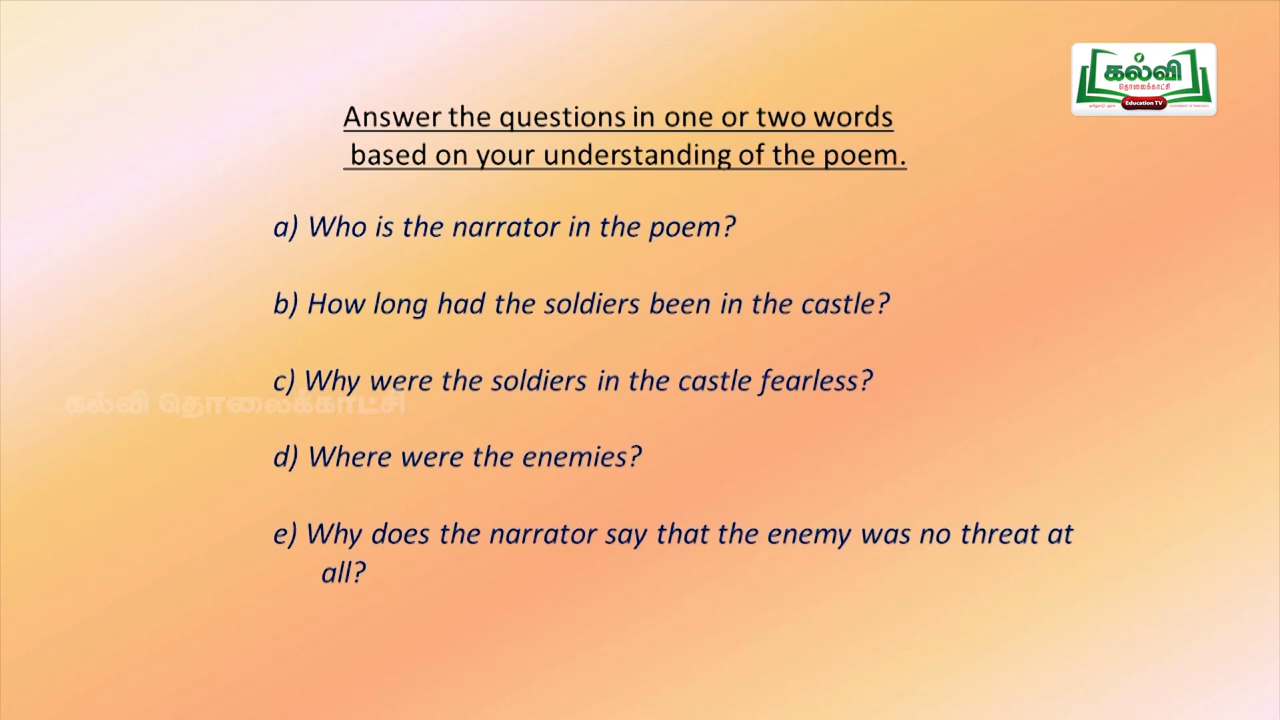 கல்வி
தொலைக்காட்சி
Education TV
Answer the questions in one or two words
based on your understanding of the poem.
a) Who is the narrator in the poem?
b) How long had the soldiers been in the castle?
c) Why were the soldiers in the castle fearless?
கல்வி தொலைக்காட்சி
d) Where were the enemies?
e) Why does the narrator say that the enemy was no threat at
all?